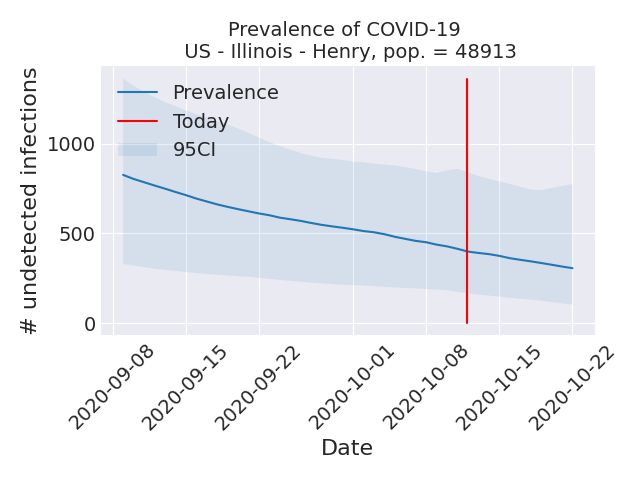 Prevalence of COVID-19
US - Illinois - Henry, pop. = 48913
# undetected infections
1000
500
0
Prevalence
Today
95CI
2020-09-08
2020-09-15
2020-09-22
2020-10-01
2020-10-08
2020-10-15
2020-10-22
Date